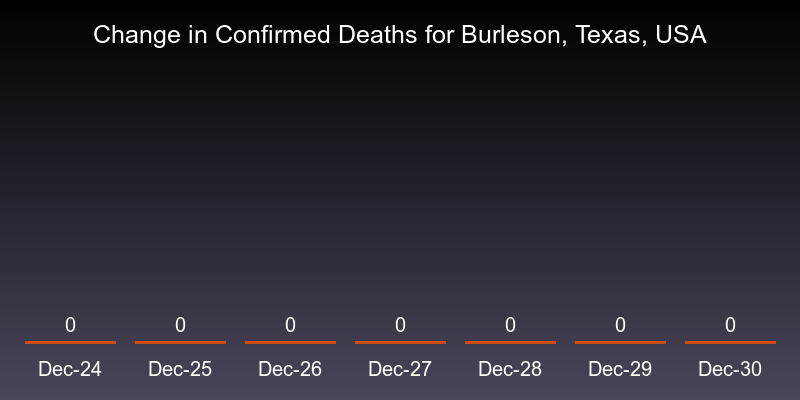 Change in Confirmed Deaths for Burleson, Texas, USA
0 0 0 0 0 0 0
Dec-24 Dec-25 Dec-26 Dec-27 Dec-28 Dec-29 Dec-30